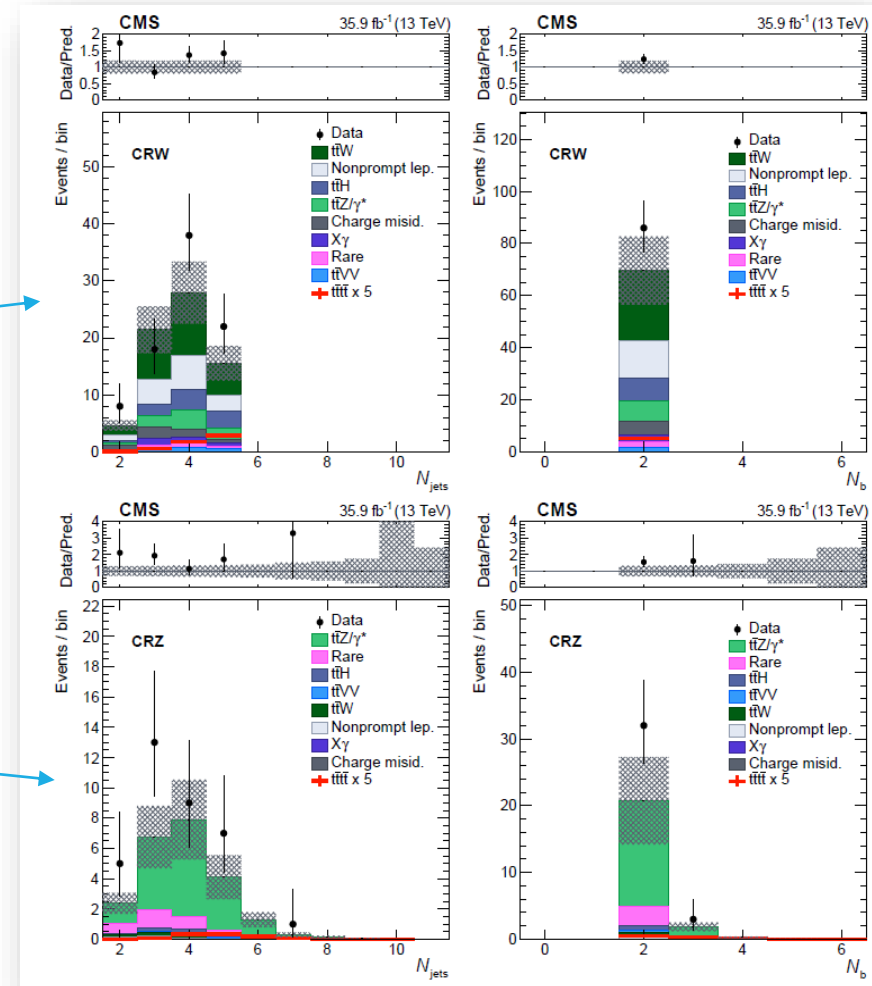 CMS 35.9 fb⁻¹ (13 TeV)
Data/Pred.
2
1.5
1
0.5
0
Events / bin
50
40
30
20
10
0
CRW
Data
tt̄W
Nonprompt lep.
tt̄H
tt̄Z/γ*
Charge misid.
Xγ
Rare
tt̄VV
tt̄tt̄ x 5
2 4 6 8 10
N_jets
CMS 35.9 fb⁻¹ (13 TeV)
Data/Pred.
2
1.5
1
0.5
0
Events / bin
120
100
80
60
40
20
0
CRW
Data
tt̄W
Nonprompt lep.
tt̄H
tt̄Z/γ*
Charge misid.
Xγ
Rare
tt̄VV
tt̄tt̄ x 5
0 2 4 6
N_b
CMS 35.9 fb⁻¹ (13 TeV)
Data/Pred.
4
3
2
1
0
Events / bin
22
20
18
16
14
12
10
8
6
4
2
0
CRZ
Data
tt̄Z/γ*
Rare
tt̄H
tt̄VV
tt̄W
Nonprompt lep.
Xγ
Charge misid.
tt̄tt̄ x 5
2 4 6 8 10
N_jets
CMS 35.9 fb⁻¹ (13 TeV)
Data/Pred.
4
3
2
1
0
Events / bin
50
40
30
20
10
0
CRZ
Data
tt̄Z/γ*
Rare
tt̄H
tt̄VV
tt̄W
Nonprompt lep.
Xγ
Charge misid.
tt̄tt̄ x 5
0 2 4 6
N_b